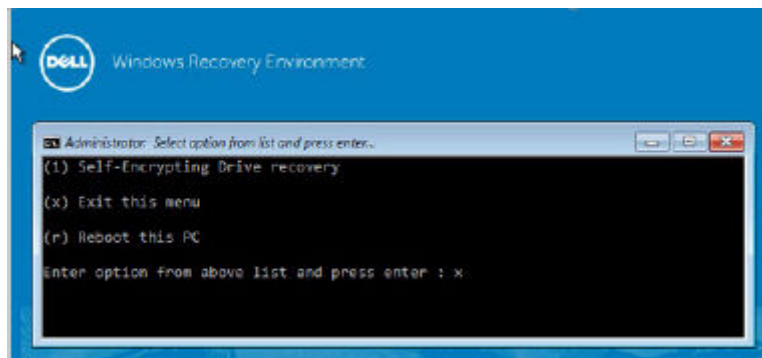 DELL
Windows Recovery Environment
Administrator: Select option from list and press enter..
(1) Self-Encrypting Drive recovery
(x) Exit this menu
(r) Reboot this PC
Enter option from above list and press enter : x